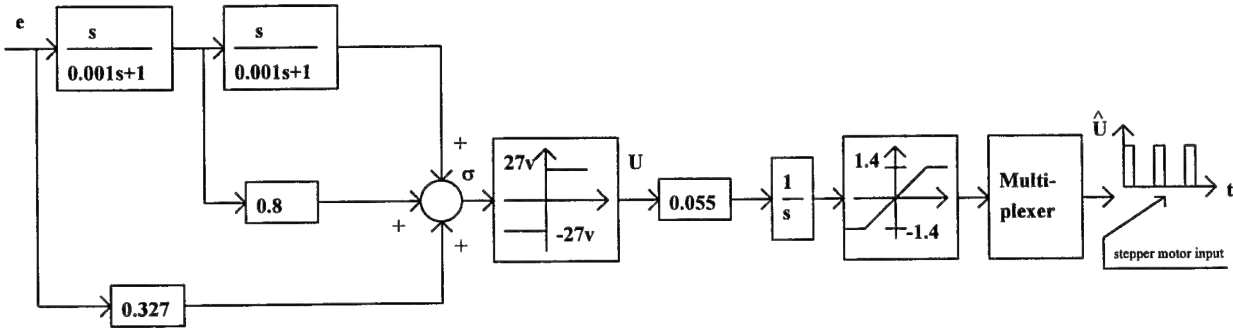 e
s
0.001s+1
s
0.001s+1
0.8
0.327
+
+
+
σ
27v
-27v
U
0.055
1
s
1.4
-1.4
Multi-
plexer
Û
t
stepper motor input